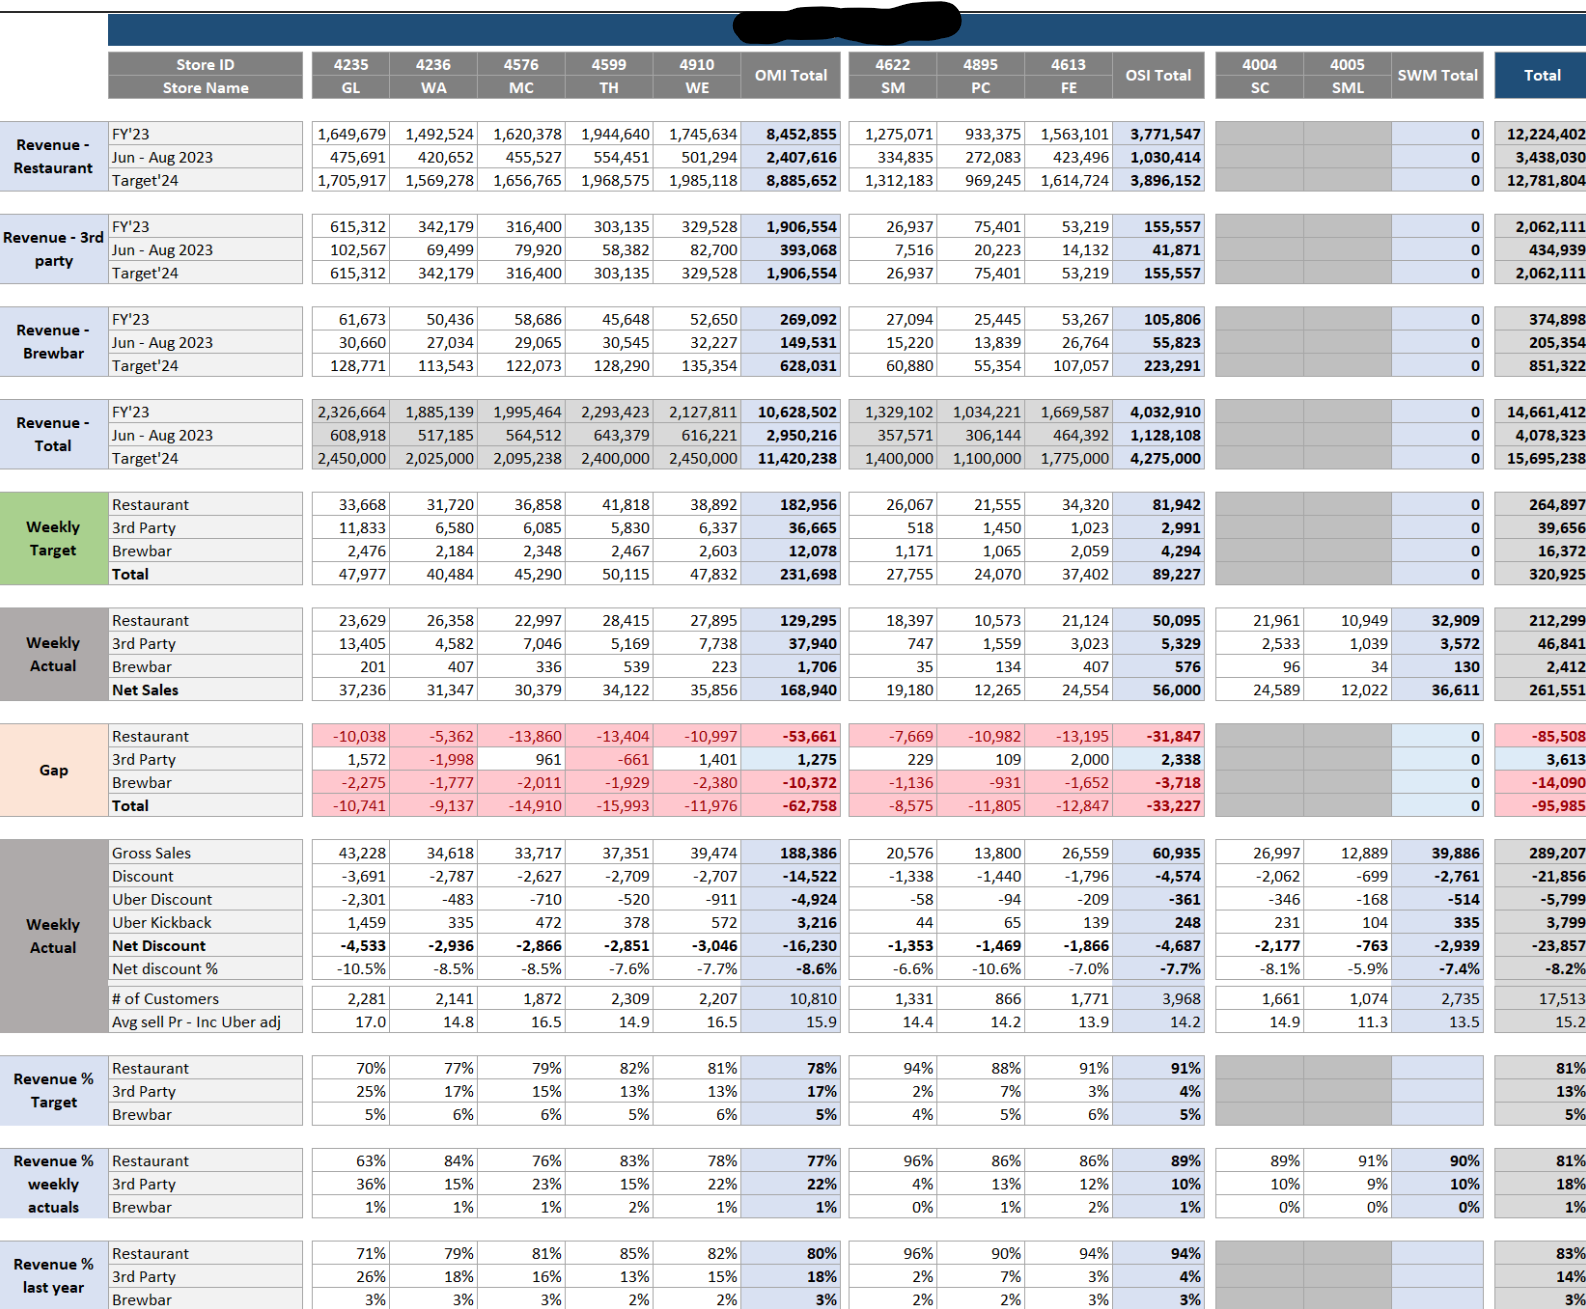 Store ID 4235 4236 4576 4599 4910 OMI Total 4622 4895 4613 OSI Total 4004 4005 SWM Total Total
Store Name GL WA MC TH WE SM PC FE SC SML
Revenue - Restaurant
FY'23 1,649,679 1,492,524 1,620,378 1,944,640 1,745,634 8,452,855 1,275,071 933,375 1,563,101 3,771,547 0 12,224,402
Jun - Aug 2023 475,691 420,652 455,527 554,451 501,294 2,407,616 334,835 272,083 423,496 1,030,414 0 3,438,030
Target'24 1,705,917 1,569,278 1,656,765 1,968,575 1,985,118 8,885,652 1,312,183 969,245 1,614,724 3,896,152 0 12,781,804
Revenue - 3rd party
FY'23 615,312 342,179 316,400 303,135 329,528 1,906,554 26,937 75,401 53,219 155,557 0 2,062,111
Jun - Aug 2023 102,567 69,499 79,920 58,382 82,700 393,068 7,516 20,223 14,132 41,871 0 434,939
Target'24 615,312 342,179 316,400 303,135 329,528 1,906,554 26,937 75,401 53,219 155,557 0 2,062,111
Revenue - Brewbar
FY'23 61,673 50,436 58,686 45,648 52,650 269,092 27,094 25,445 53,267 105,806 0 374,898
Jun - Aug 2023 30,660 27,034 29,065 30,545 32,227 149,531 15,220 13,839 26,764 55,823 0 205,354
Target'24 128,771 113,543 122,073 128,290 135,354 628,031 60,880 55,354 107,057 223,291 0 851,322
Revenue - Total
FY'23 2,326,664 1,885,139 1,995,464 2,293,423 2,127,811 10,628,502 1,329,102 1,034,221 1,669,587 4,032,910 0 14,661,412
Jun - Aug 2023 608,918 517,185 564,512 643,379 616,221 2,950,216 357,571 306,144 464,392 1,128,108 0 4,078,323
Target'24 2,450,000 2,025,000 2,095,238 2,400,000 2,450,000 11,420,238 1,400,000 1,100,000 1,775,000 4,275,000 0 15,695,238
Weekly Target
Restaurant 33,668 31,720 36,858 41,818 38,892 182,956 26,067 21,555 34,320 81,942 0 264,897
3rd Party 11,833 6,580 6,085 5,830 6,337 36,665 518 1,450 1,023 2,991 0 39,656
Brewbar 2,476 2,184 2,348 2,467 2,603 12,078 1,171 1,065 2,059 4,294 0 16,372
Total 47,977 40,484 45,290 50,115 47,832 231,698 27,755 24,070 37,402 89,227 0 320,925
Weekly Actual
Restaurant 23,629 26,358 22,997 28,415 27,895 129,295 18,397 10,573 21,124 50,095 21,961 10,949 32,909 212,299
3rd Party 13,405 4,582 7,046 5,169 7,738 37,940 747 1,559 3,023 5,329 2,533 1,039 3,572 46,841
Brewbar 201 407 336 539 223 1,706 35 134 407 576 96 34 130 2,412
Net Sales 37,236 31,347 30,379 34,122 35,856 168,940 19,180 12,265 24,554 56,000 24,589 12,022 36,611 261,551
Gap
Restaurant -10,038 -5,362 -13,860 -13,404 -10,997 -53,661 -7,669 -10,982 -13,195 -31,847 0 -85,508
3rd Party 1,572 -1,998 961 -661 1,401 1,275 229 109 2,000 2,338 0 3,613
Brewbar -2,275 -1,777 -2,011 -1,929 -2,380 -10,372 -1,136 -931 -1,652 -3,718 0 -14,090
Total -10,741 -9,137 -14,910 -15,993 -11,976 -62,758 -8,575 -11,805 -12,847 -33,227 0 -95,985
Weekly Actual
Gross Sales 43,228 34,618 33,717 37,351 39,474 188,386 20,576 13,800 26,559 60,935 26,997 12,889 39,886 289,207
Discount -3,691 -2,787 -2,627 -2,709 -2,707 -14,522 -1,338 -1,440 -1,796 -4,574 -2,062 -699 -2,761 -21,856
Uber Discount -2,301 -483 -710 -520 -911 -4,924 -58 -94 -209 -361 -346 -168 -514 -5,799
Uber Kickback 1,459 335 472 378 572 3,216 44 65 139 248 231 104 335 3,799
Net Discount -4,533 -2,936 -2,866 -2,851 -3,046 -16,230 -1,353 -1,469 -1,866 -4,687 -2,177 -763 -2,939 -23,857
Net discount % -10.5% -8.5% -8.5% -7.6% -7.7% -8.6% -6.6% -10.6% -7.0% -7.7% -8.1% -5.9% -7.4% -8.2%
# of Customers 2,281 2,141 1,872 2,309 2,207 10,810 1,331 866 1,771 3,968 1,661 1,074 2,735 17,513
Avg sell Pr - Inc Uber adj 17.0 14.8 16.5 14.9 16.5 15.9 14.4 14.2 13.9 14.2 14.9 11.3 13.5 15.2
Revenue % Target
Restaurant 70% 77% 79% 82% 81% 78% 94% 88% 91% 91% 81%
3rd Party 25% 17% 15% 13% 13% 17% 2% 7% 3% 4% 13%
Brewbar 5% 6% 6% 5% 6% 5% 4% 5% 6% 5% 5%
Revenue % weekly actuals
Restaurant 63% 84% 76% 83% 78% 77% 96% 86% 86% 89% 89% 91% 90% 81%
3rd Party 36% 15% 23% 15% 22% 22% 4% 13% 12% 10% 10% 9% 10% 18%
Brewbar 1% 1% 1% 2% 1% 1% 0% 1% 2% 1% 0% 0% 0% 1%
Revenue % last year
Restaurant 71% 79% 81% 85% 82% 80% 96% 90% 94% 94% 83%
3rd Party 26% 18% 16% 13% 15% 18% 2% 7% 3% 4% 14%
Brewbar 3% 3% 3% 2% 2% 3% 2% 2% 3% 3% 3%